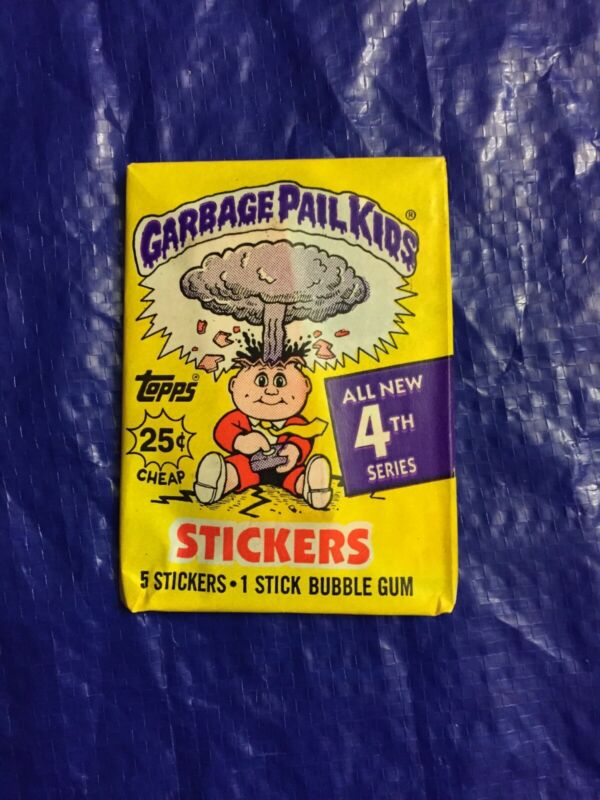 GARBAGE PAIL KIDS®
TOPPS®
25¢
CHEAP
ALL NEW
4TH
SERIES
STICKERS
5 STICKERS • 1 STICK BUBBLE GUM